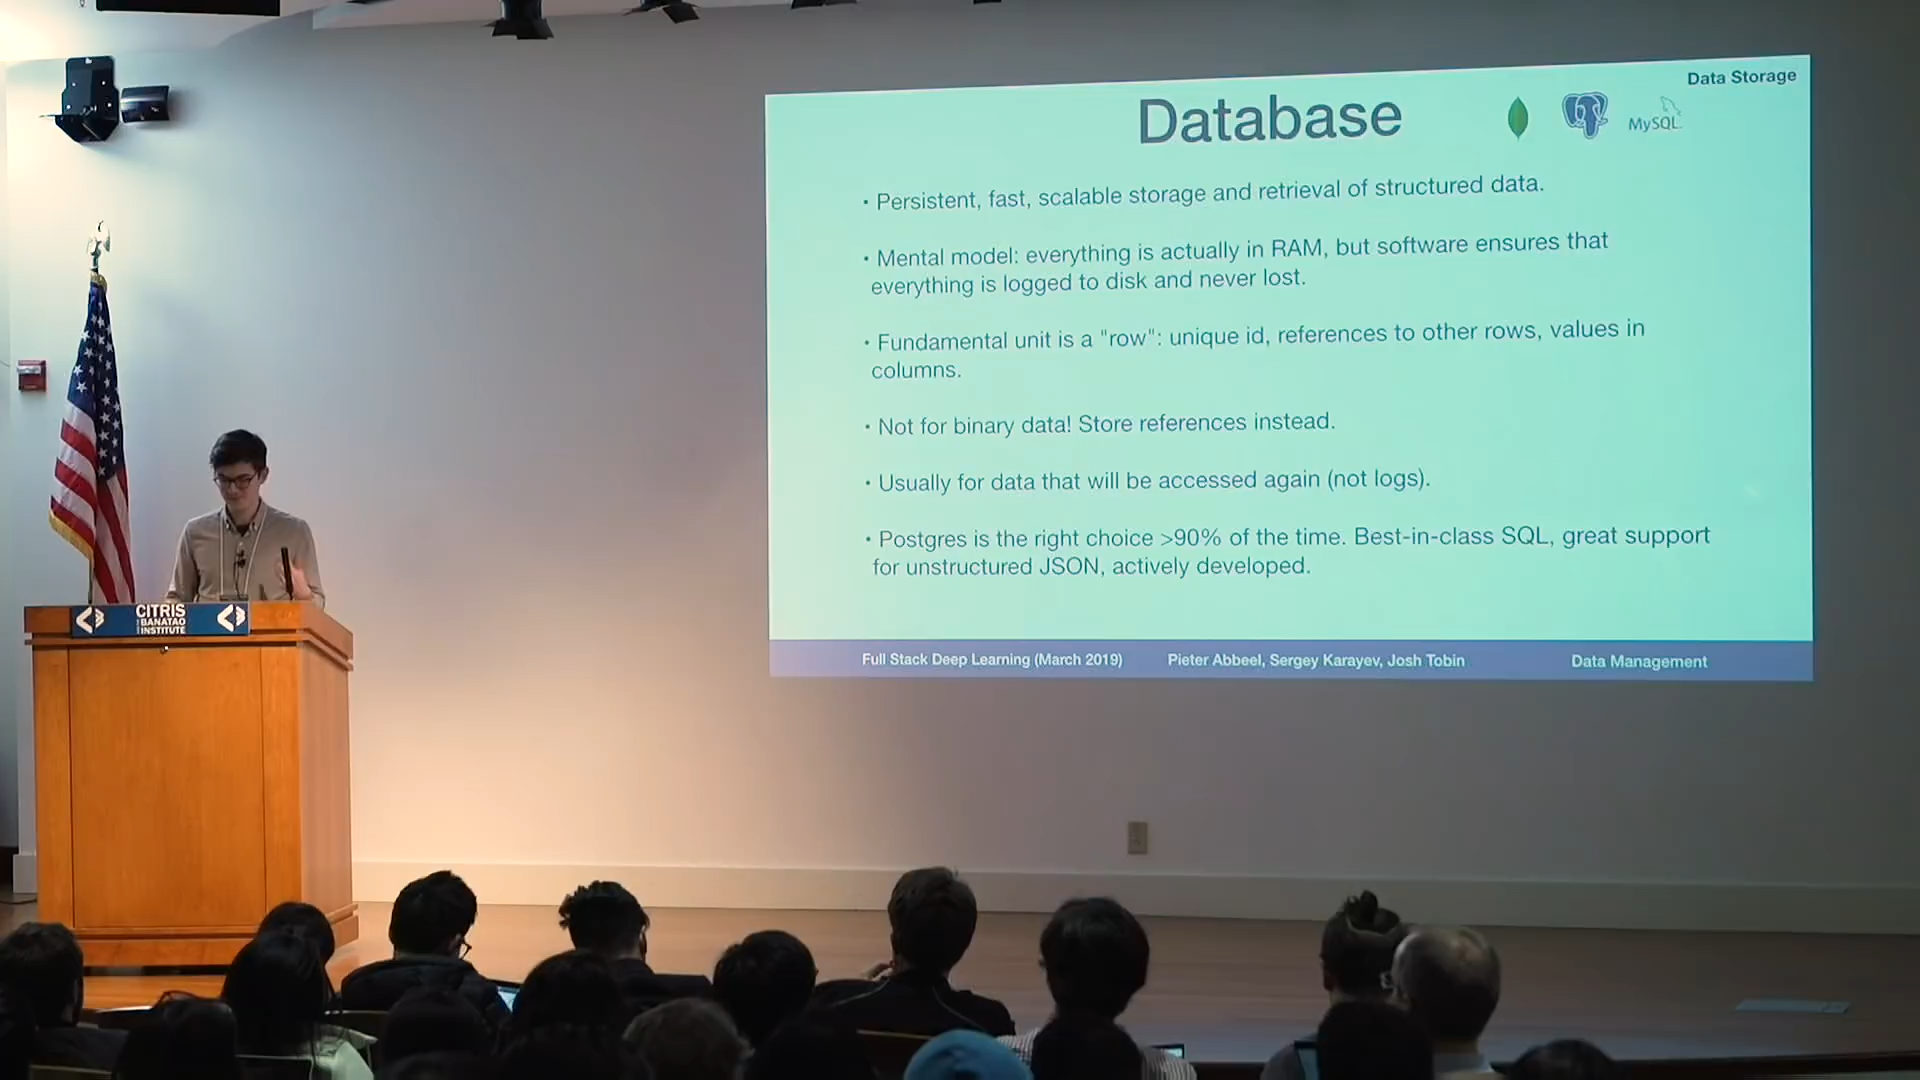 Data Storage
Database
MySQL
• Persistent, fast, scalable storage and retrieval of structured data.
• Mental model: everything is actually in RAM, but software ensures that
everything is logged to disk and never lost.
• Fundamental unit is a "row": unique id, references to other rows, values in
columns.
• Not for binary data! Store references instead.
• Usually for data that will be accessed again (not logs).
• Postgres is the right choice >90% of the time. Best-in-class SQL, great support
for unstructured JSON, actively developed.
Full Stack Deep Learning (March 2019) Pieter Abbeel, Sergey Karayev, Josh Tobin Data Management
CITRIS
BANATAO
INSTITUTE